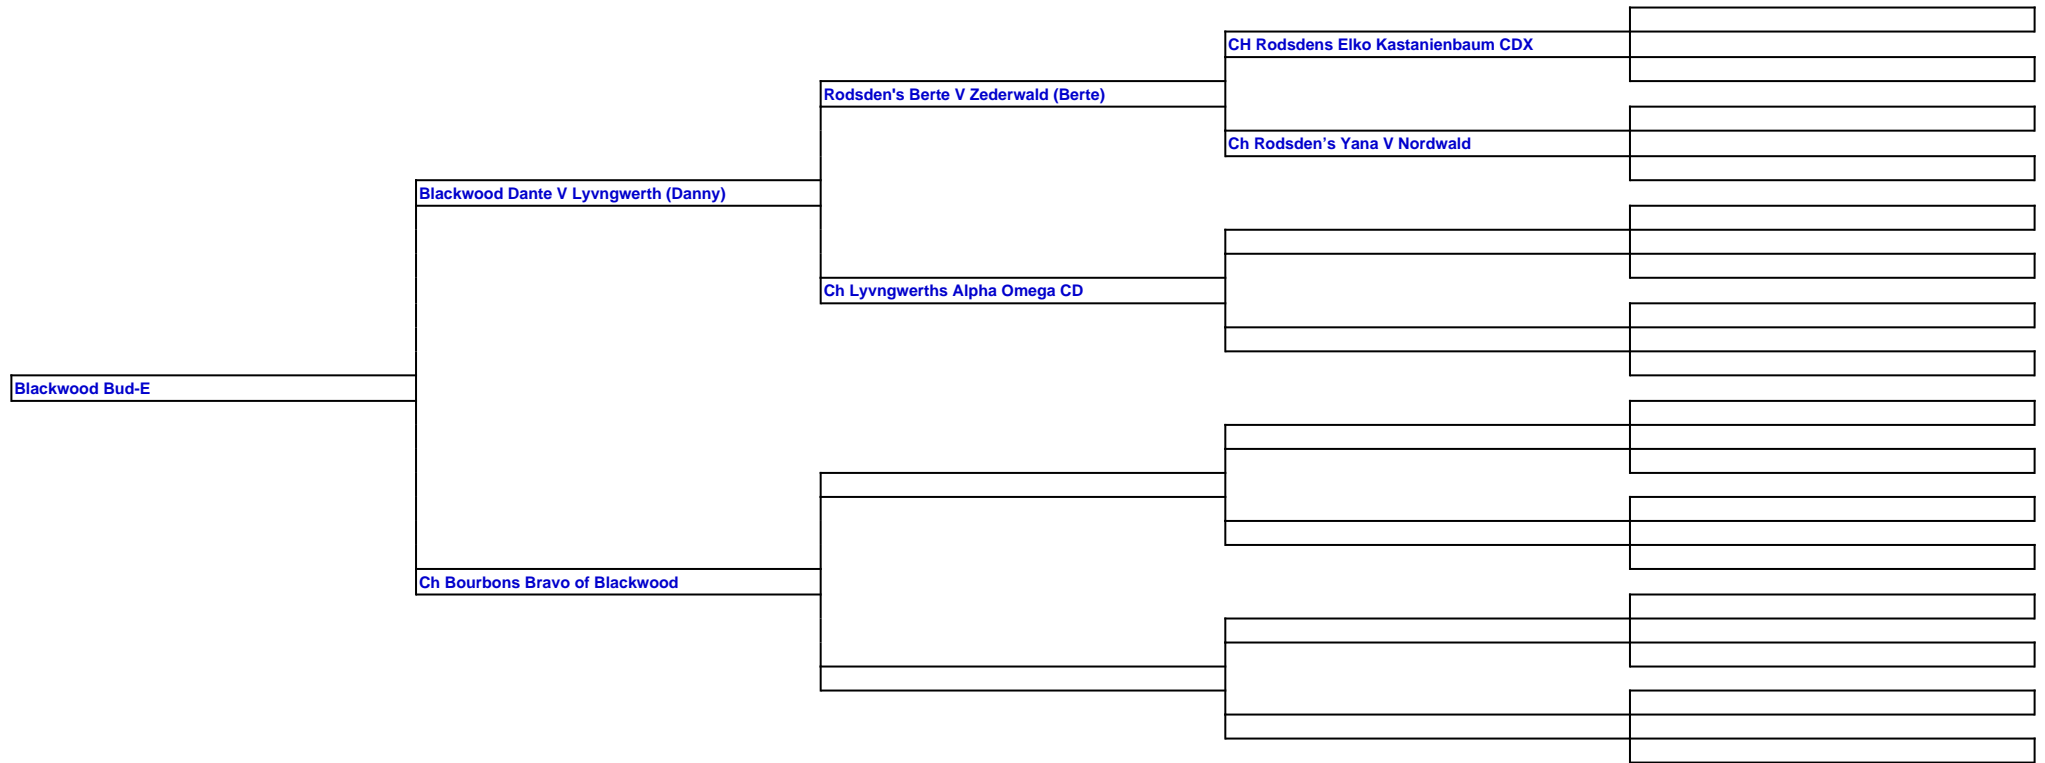 CH Rodsdens Elko Kastanienbaum CDX
Rodsden's Berte V Zederwald (Berte)
Ch Rodsden’s Yana V Nordwald
Blackwood Dante V Lyvngwerth (Danny)
Ch Lyvngwerths Alpha Omega CD
Blackwood Bud-E
Ch Bourbons Bravo of Blackwood